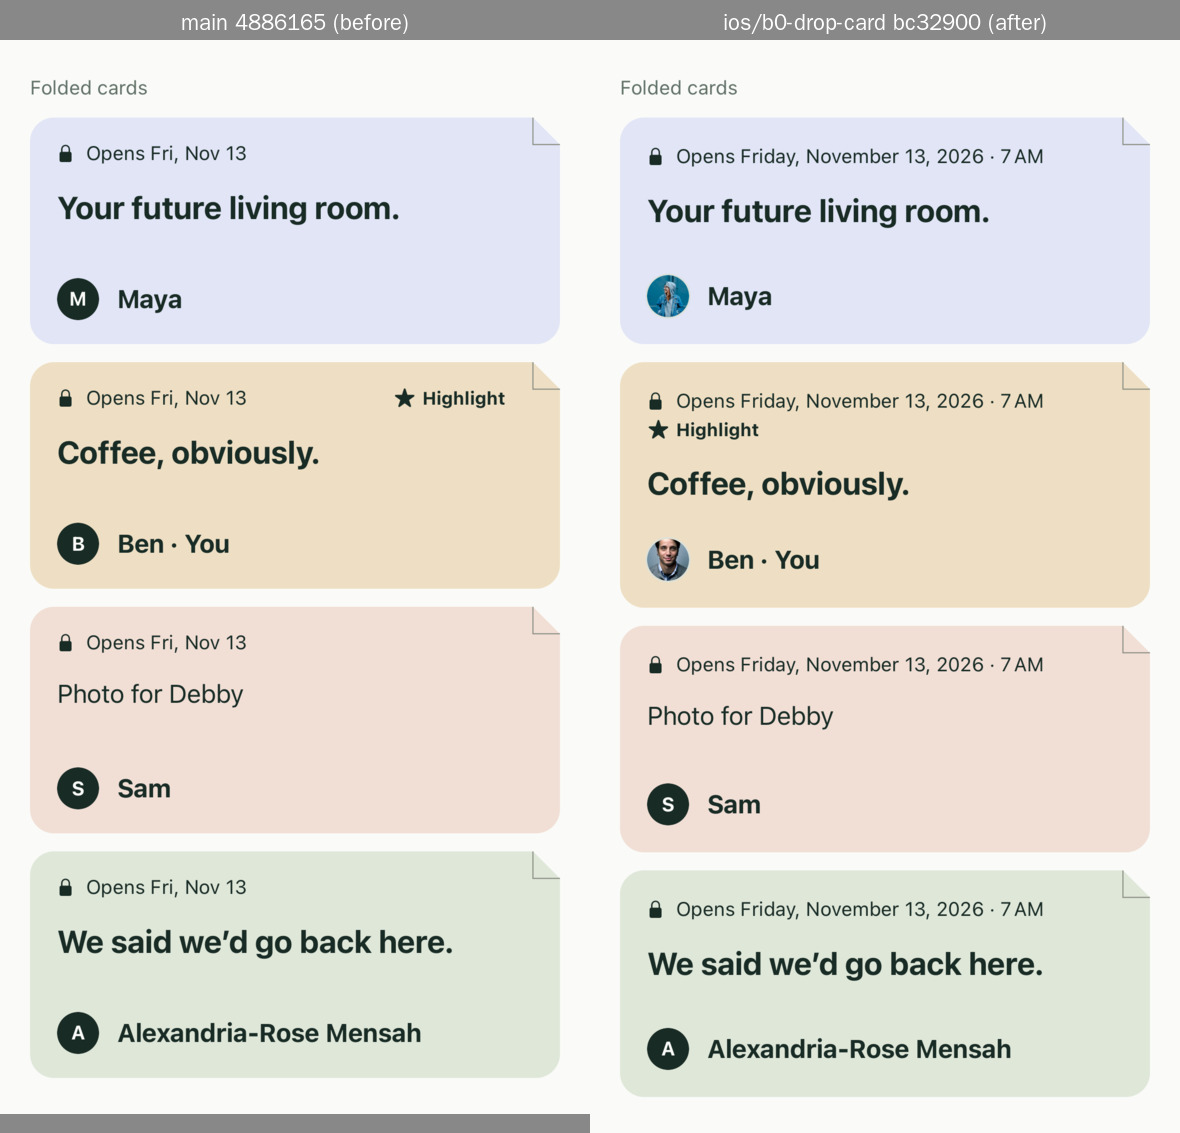 main 4886165 (before)
Folded cards
Opens Fri, Nov 13
Your future living room.
M Maya
Opens Fri, Nov 13 ★ Highlight
Coffee, obviously.
B Ben · You
Opens Fri, Nov 13
Photo for Debby
S Sam
Opens Fri, Nov 13
We said we’d go back here.
A Alexandria-Rose Mensah
ios/b0-drop-card bc32900 (after)
Folded cards
Opens Friday, November 13, 2026 · 7 AM
Your future living room.
Maya
Opens Friday, November 13, 2026 · 7 AM
★ Highlight
Coffee, obviously.
Ben · You
Opens Friday, November 13, 2026 · 7 AM
Photo for Debby
S Sam
Opens Friday, November 13, 2026 · 7 AM
We said we’d go back here.
A Alexandria-Rose Mensah